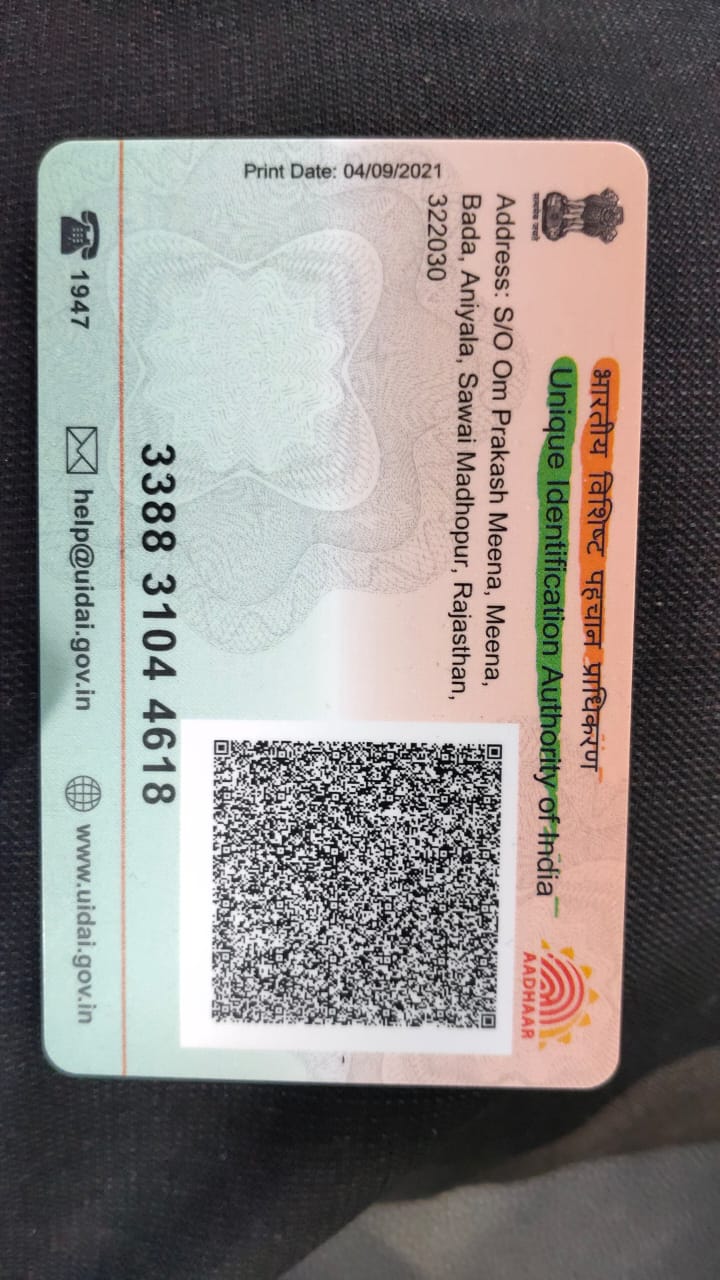 भारतीय विशिष्ट पहचान प्राधिकरण
Unique Identification Authority of India
AADHAAR
सत्यमेव जयते
Address: S/O Om Prakash Meena, Meena,
Bada, Aniyala, Sawai Madhopur, Rajasthan,
322030
Print Date: 04/09/2021
3388 3104 4618
1947
help@uidai.gov.in
www.uidai.gov.in